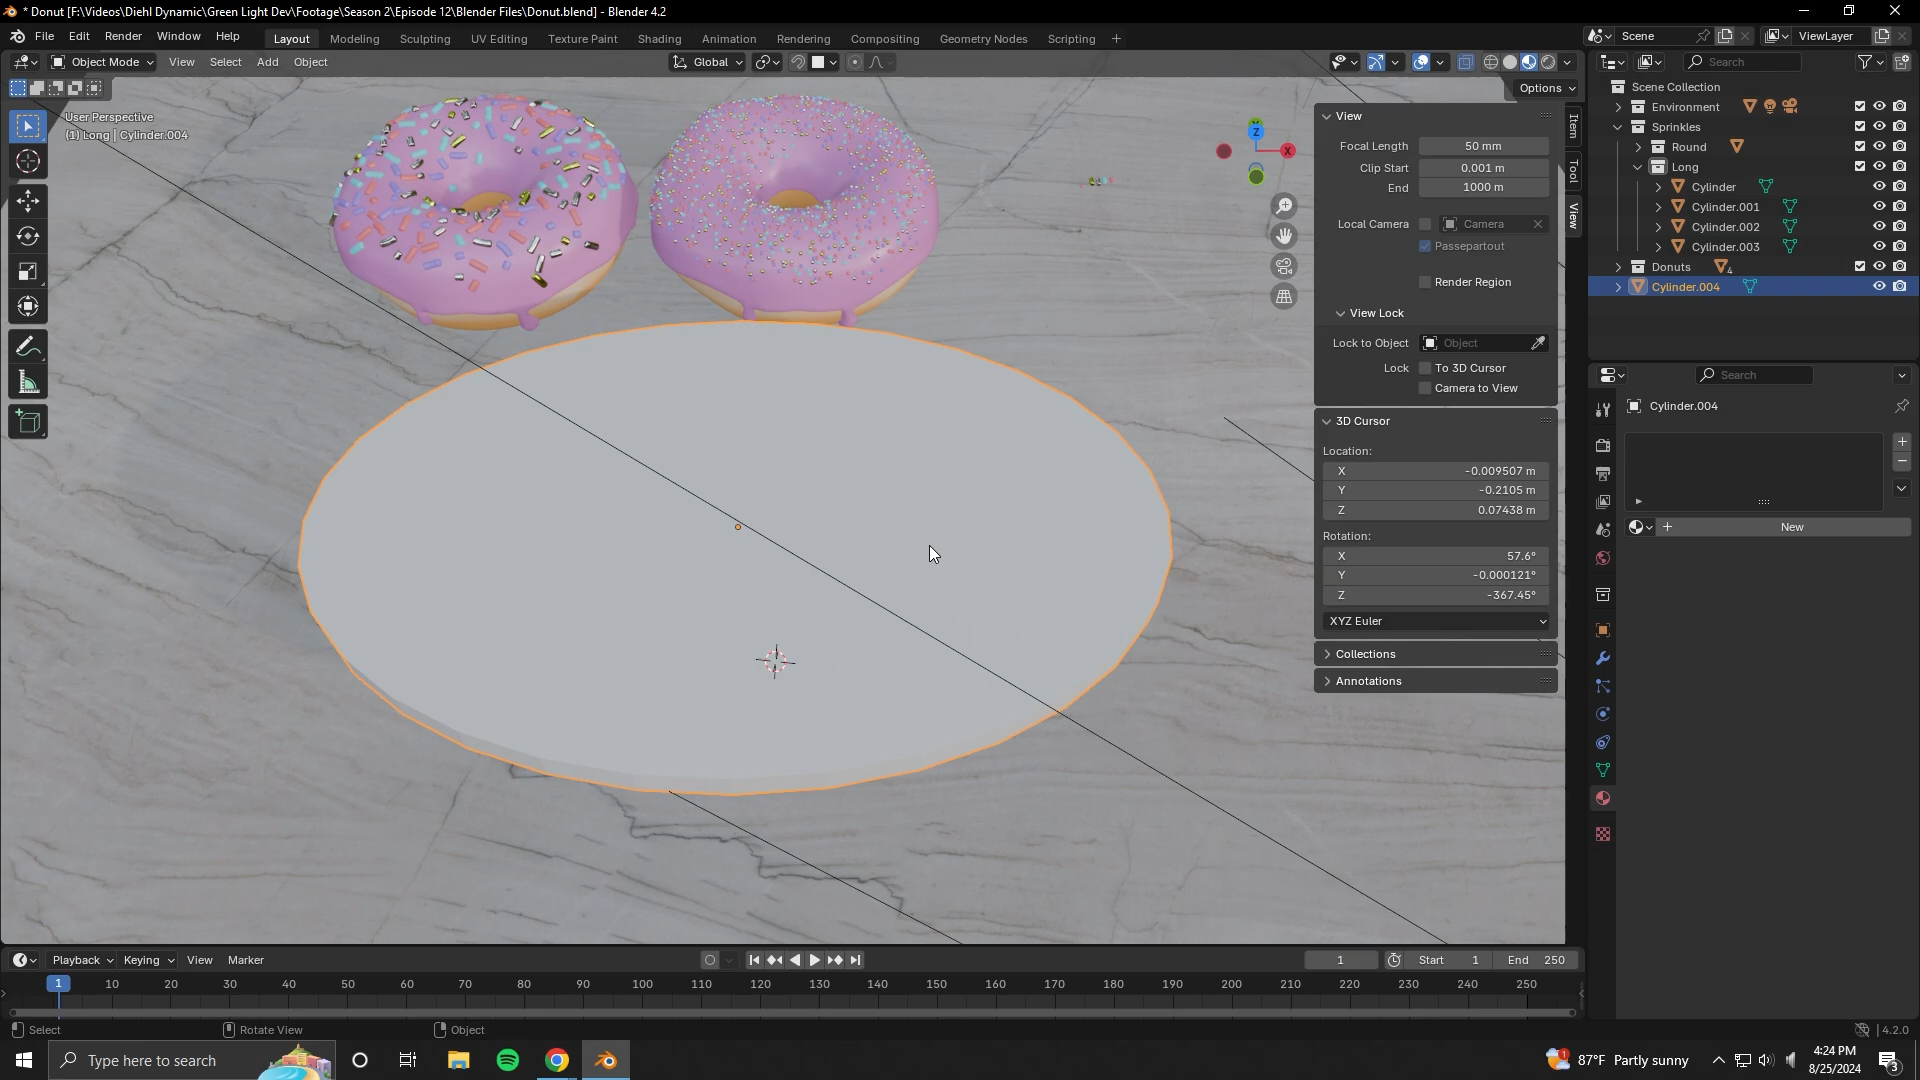 * Donut [F:\Videos\Diehl Dynamic\Green Light Dev\Footage\Season 2\Episode 12\Blender Files\Donut.blend] - Blender 4.2
File Edit Render Window Help
Layout Modeling Sculpting UV Editing Texture Paint Shading Animation Rendering Compositing Geometry Nodes Scripting +
Scene
ViewLayer
Object Mode View Select Add Object
Global
Search
Options
User Perspective
(1) Long | Cylinder.004
Z
X
View
Focal Length 50 mm
Clip Start 0.001 m
End 1000 m
Local Camera Camera
Passepartout
Render Region
View Lock
Lock to Object Object
Lock To 3D Cursor
Camera to View
3D Cursor
Location:
X -0.009507 m
Y -0.2105 m
Z 0.07438 m
Rotation:
X 57.6°
Y -0.000121°
Z -367.45°
XYZ Euler
Collections
Annotations
Item
Tool
View
Scene Collection
Environment
Sprinkles
Round
Long
Cylinder
Cylinder.001
Cylinder.002
Cylinder.003
Donuts 4
Cylinder.004
Search
Cylinder.004
New
Playback Keying View Marker
1
Start 1
End 250
1 10 20 30 40 50 60 70 80 90 100 110 120 130 140 150 160 170 180 190 200 210 220 230 240 250
Select
Rotate View
Object
4.2.0
Type here to search
1
87°F Partly sunny
4:24 PM
8/25/2024
3